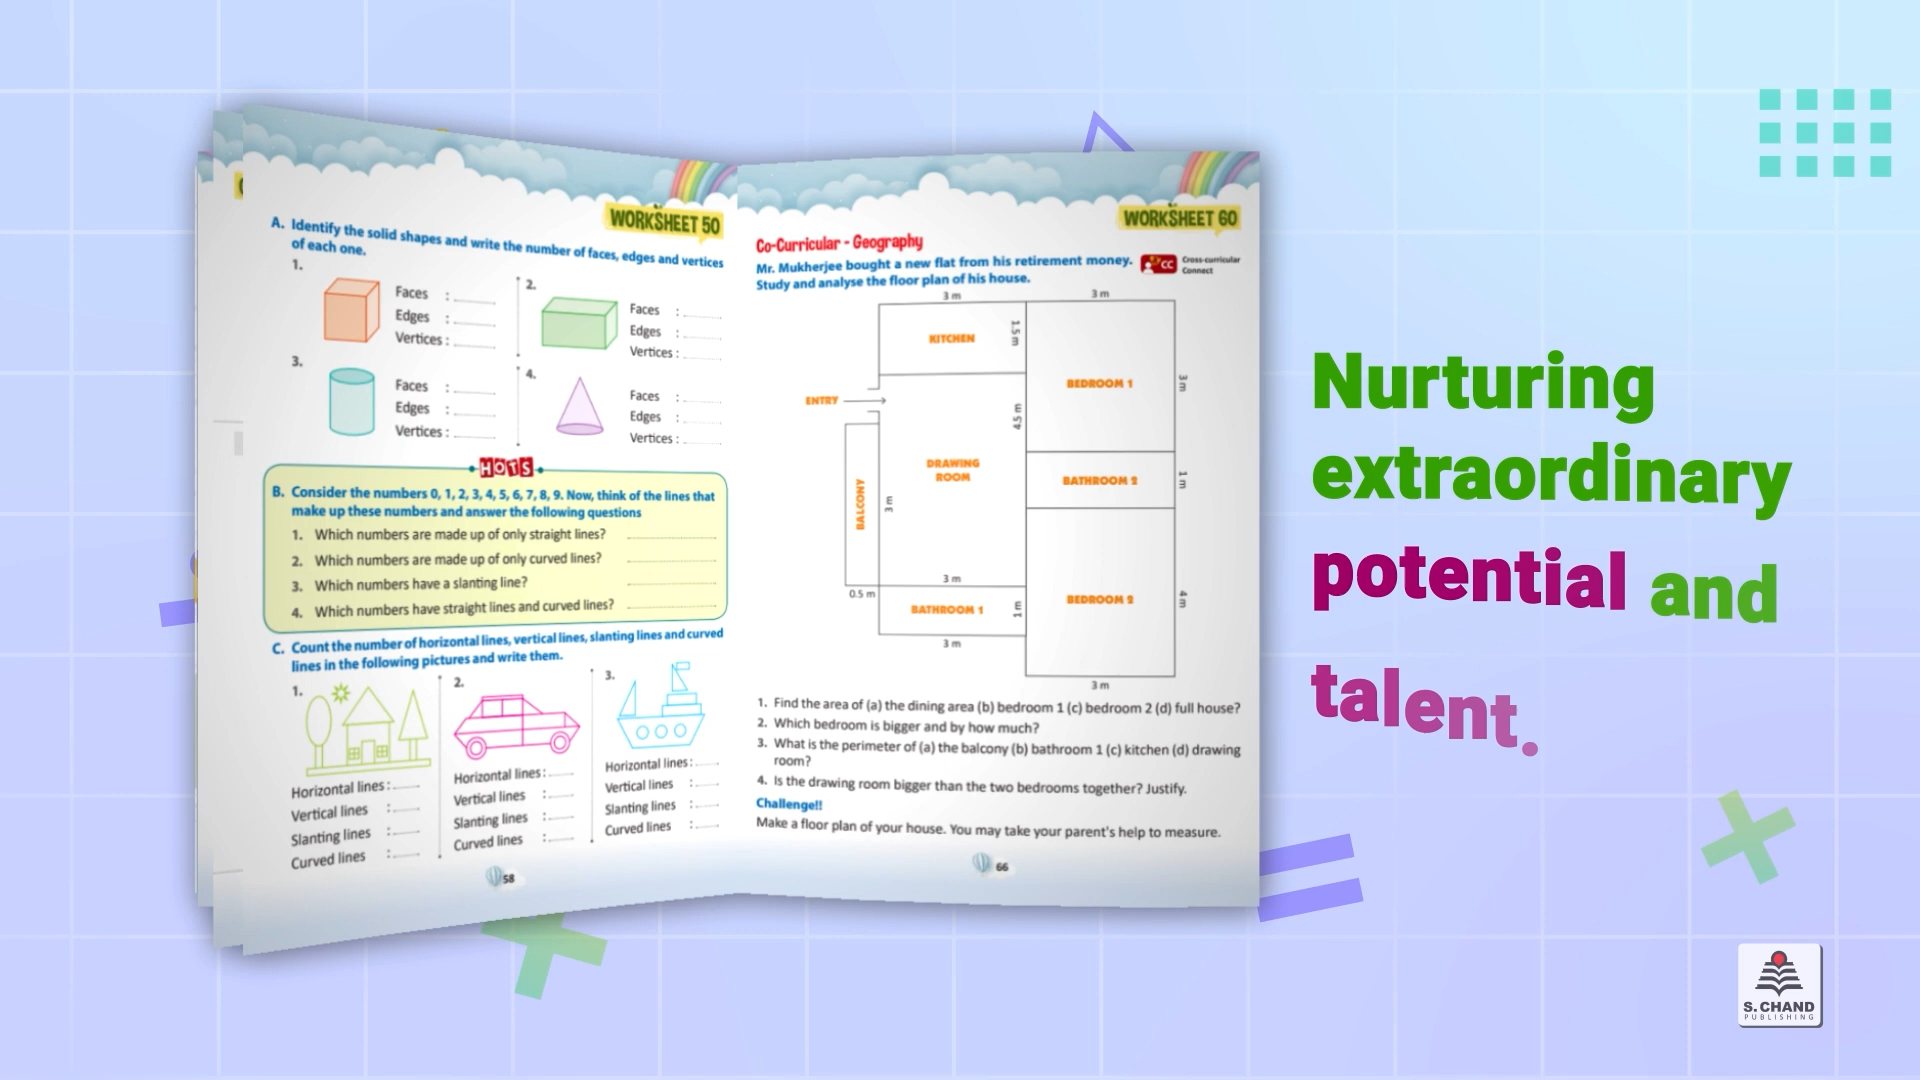 WORKSHEET 50
A. Identify the solid shapes and write the number of faces, edges and vertices
of each one.
1.
Faces :
Edges :
Vertices :
2.
Faces :
Edges :
Vertices :
3.
Faces :
Edges :
Vertices :
4.
Faces :
Edges :
Vertices :
HOTS
B. Consider the numbers 0, 1, 2, 3, 4, 5, 6, 7, 8, 9. Now, think of the lines that
make up these numbers and answer the following questions
1. Which numbers are made up of only straight lines?
2. Which numbers are made up of only curved lines?
3. Which numbers have a slanting line?
4. Which numbers have straight lines and curved lines?
C. Count the number of horizontal lines, vertical lines, slanting lines and curved
lines in the following pictures and write them.
1.
Horizontal lines :
Vertical lines :
Slanting lines :
Curved lines :
2.
Horizontal lines :
Vertical lines :
Slanting lines :
Curved lines :
3.
Horizontal lines :
Vertical lines :
Slanting lines :
Curved lines :
58
WORKSHEET 60
Co-Curricular - Geography
Mr. Mukherjee bought a new flat from his retirement money.
Study and analyse the floor plan of his house.
CC
Cross-curricular
Connect
3 m
3 m
KITCHEN
1.5 m
BEDROOM 1
3 m
ENTRY
4.5 m
DRAWING
ROOM
BATHROOM 2
1 m
BALCONY
3 m
3 m
0.5 m
BATHROOM 1
1 m
BEDROOM 2
4 m
3 m
3 m
1. Find the area of (a) the dining area (b) bedroom 1 (c) bedroom 2 (d) full house?
2. Which bedroom is bigger and by how much?
3. What is the perimeter of (a) the balcony (b) bathroom 1 (c) kitchen (d) drawing
room?
4. Is the drawing room bigger than the two bedrooms together? Justify.
Challenge!!
Make a floor plan of your house. You may take your parent's help to measure.
66
Nurturing
extraordinary
potential and
talent.
S. CHAND
PUBLISHING